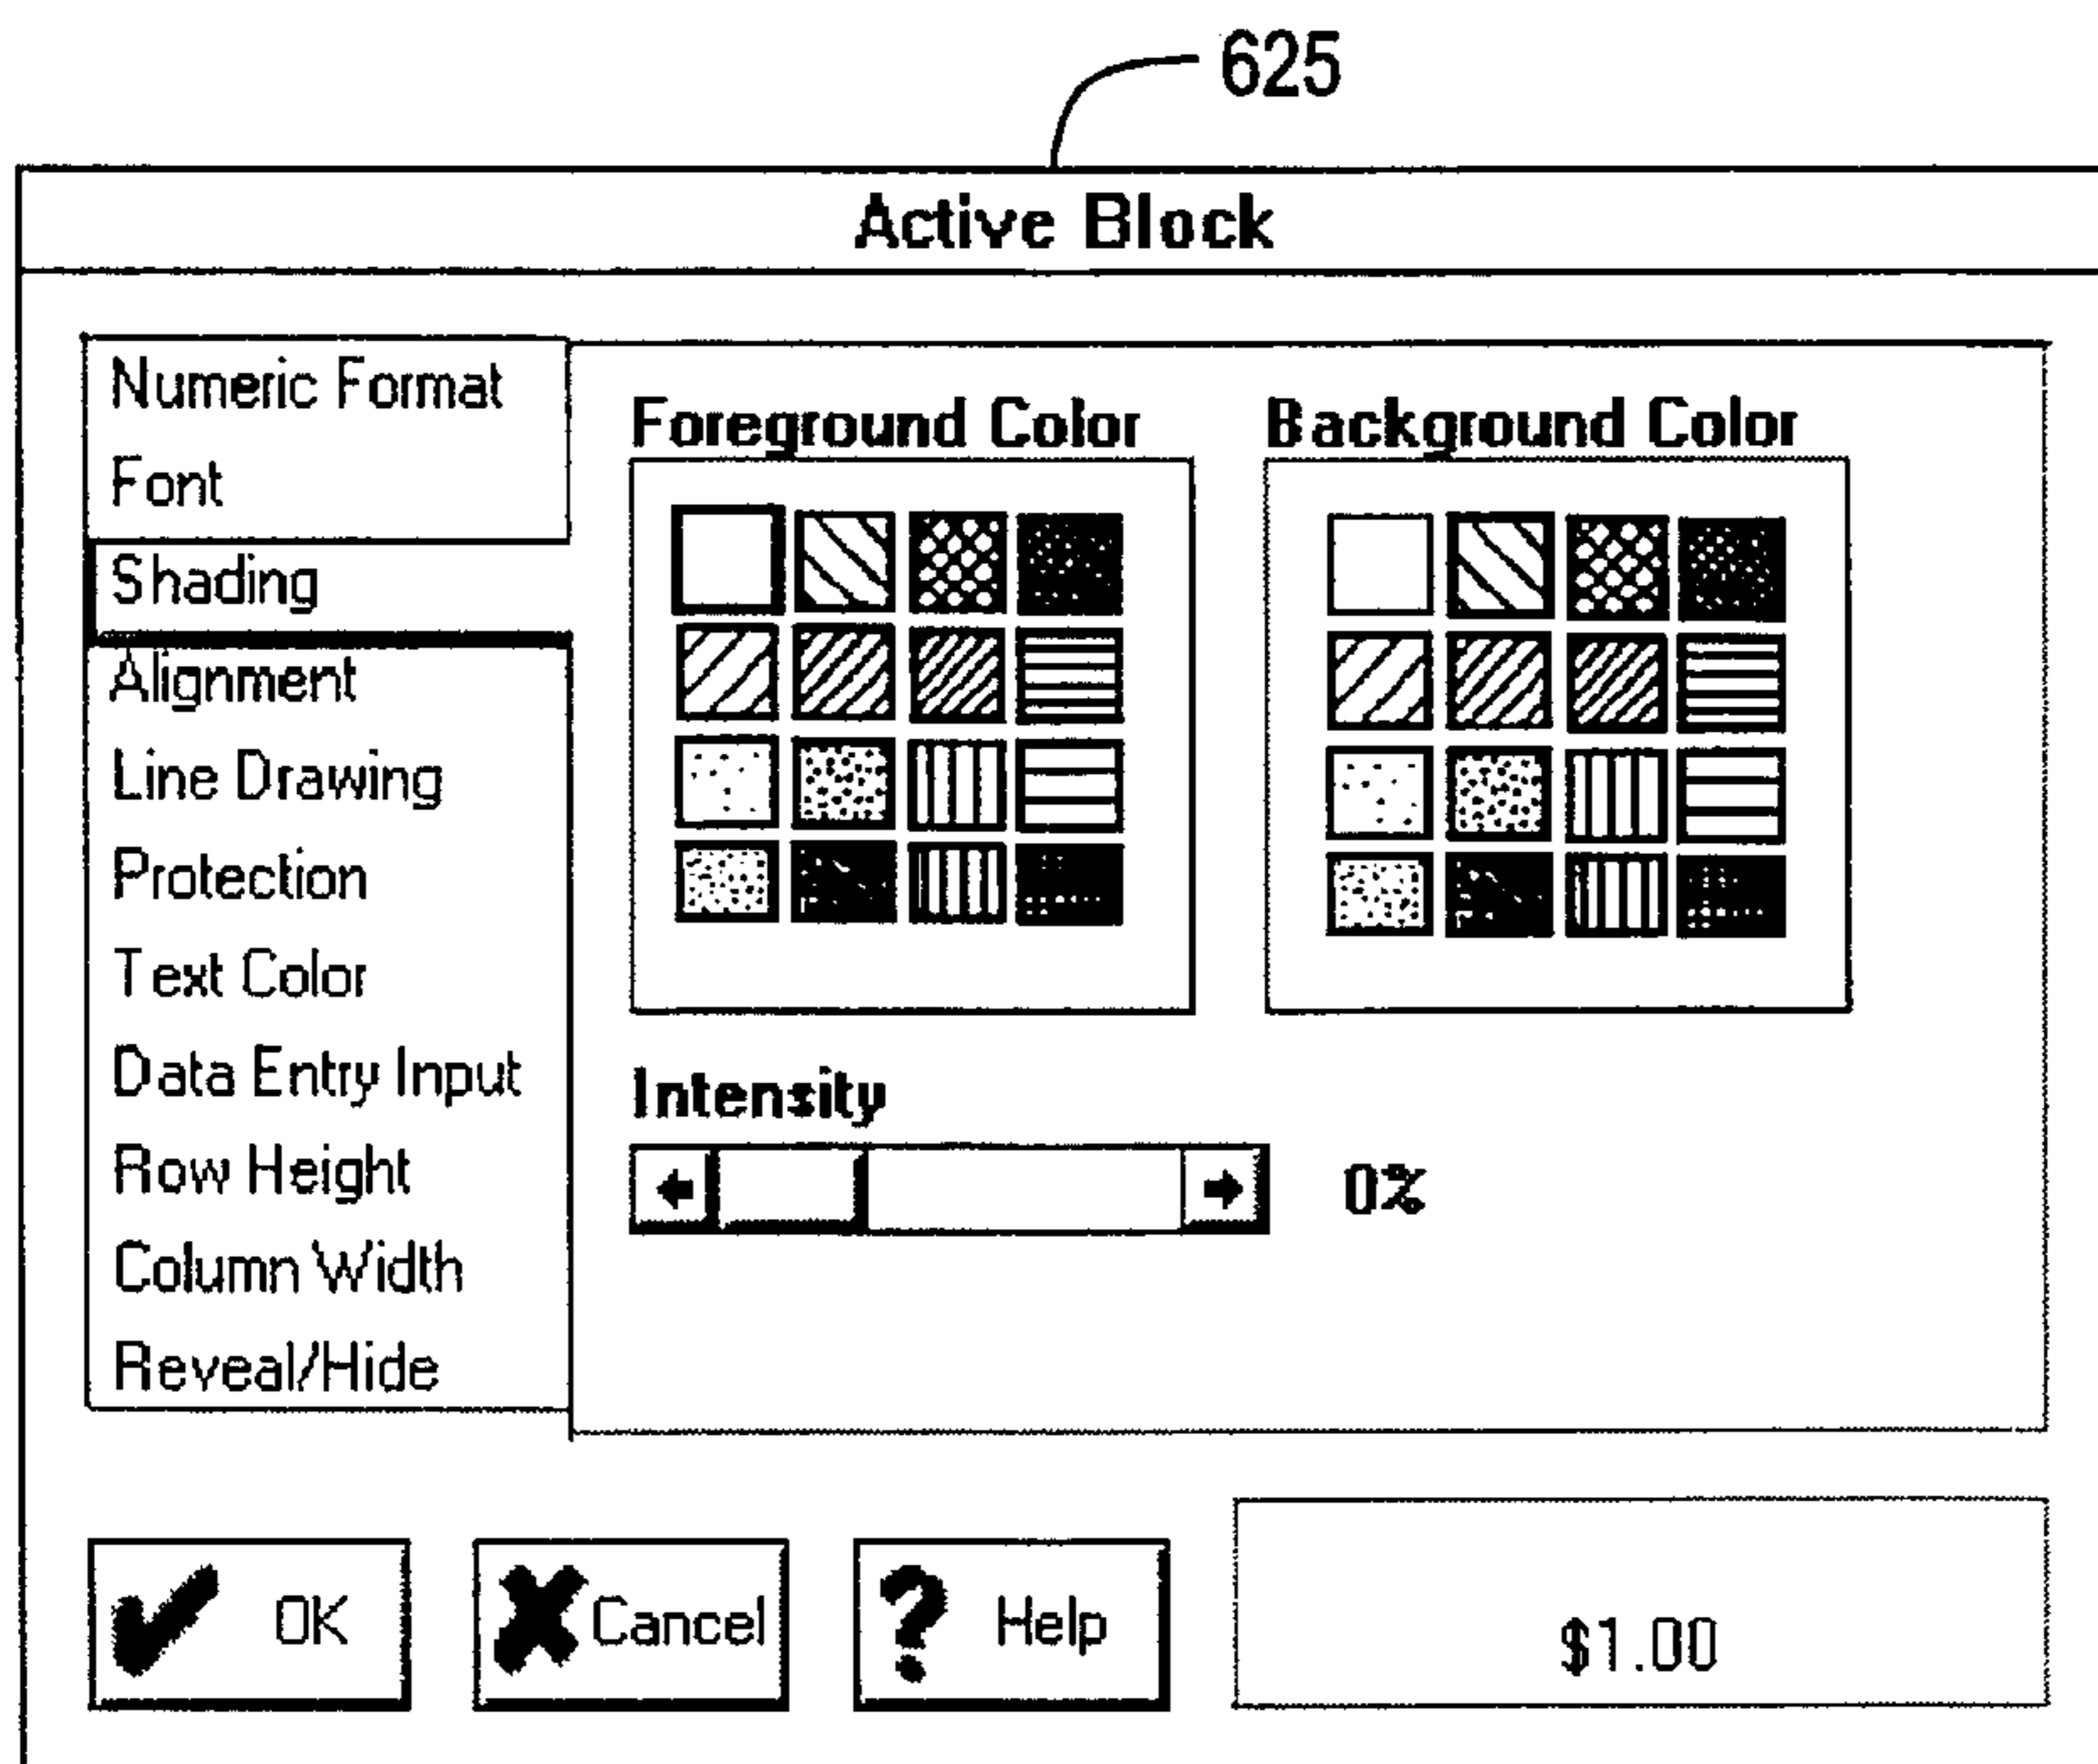 625
Active Block
Numeric Format
Font
Shading
Alignment
Line Drawing
Protection
Text Color
Data Entry Input
Row Height
Column Width
Reveal/Hide
Foreground Color
Background Color
Intensity
0%
OK
Cancel
Help
$1.00